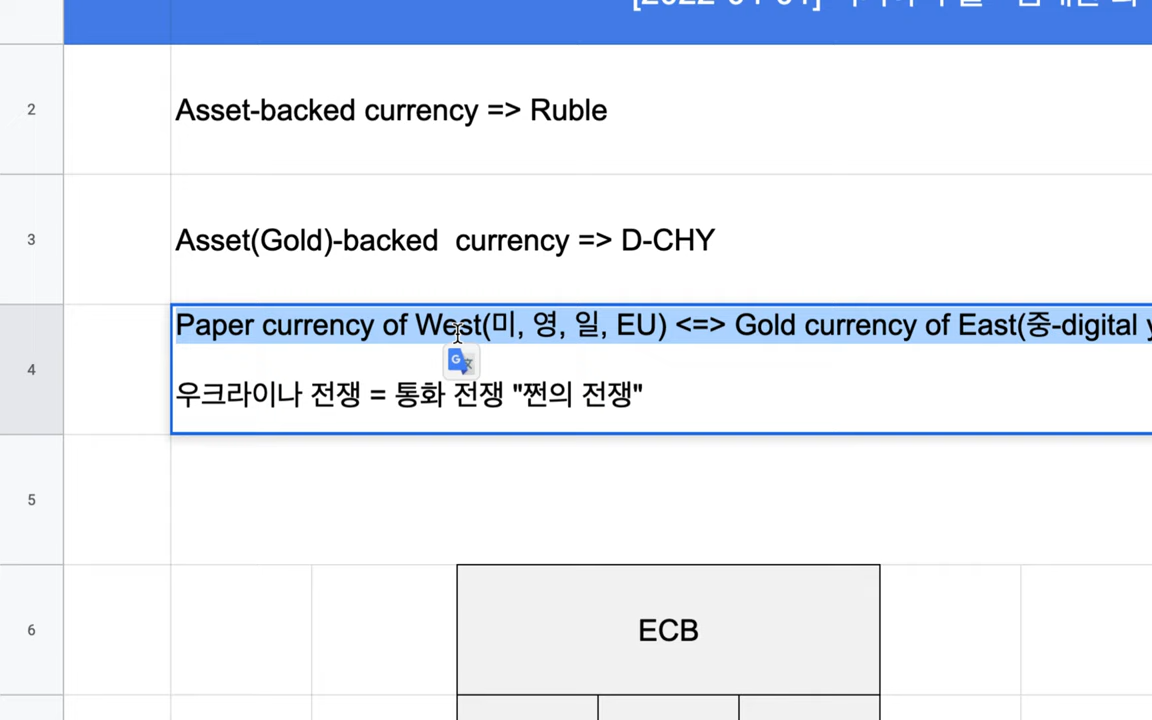 2
Asset-backed currency => Ruble
3
Asset(Gold)-backed  currency => D-CHY
4
Paper currency of West(미, 영, 일, EU) <=> Gold currency of East(중-digital
우크라이나 전쟁 = 통화 전쟁 "쩐의 전쟁"
5
6
ECB